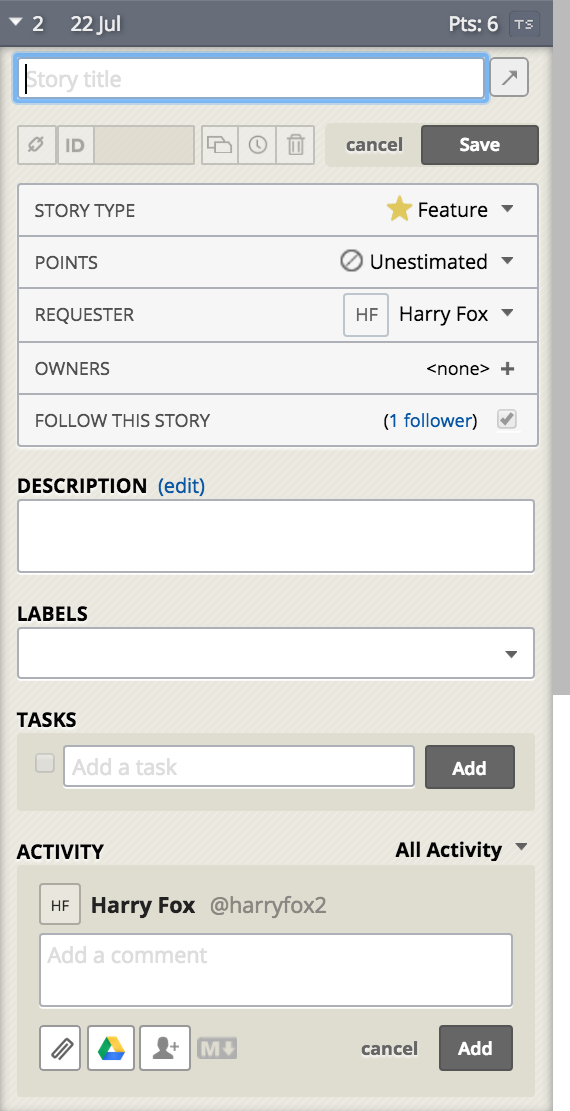 2 22 Jul Pts: 6 TS
Story title
ID cancel Save
STORY TYPE Feature
POINTS Unestimated
REQUESTER HF Harry Fox
OWNERS <none> +
FOLLOW THIS STORY (1 follower)
DESCRIPTION (edit)
LABELS
TASKS
Add a task Add
ACTIVITY All Activity
HF Harry Fox @harryfox2
Add a comment
M cancel Add